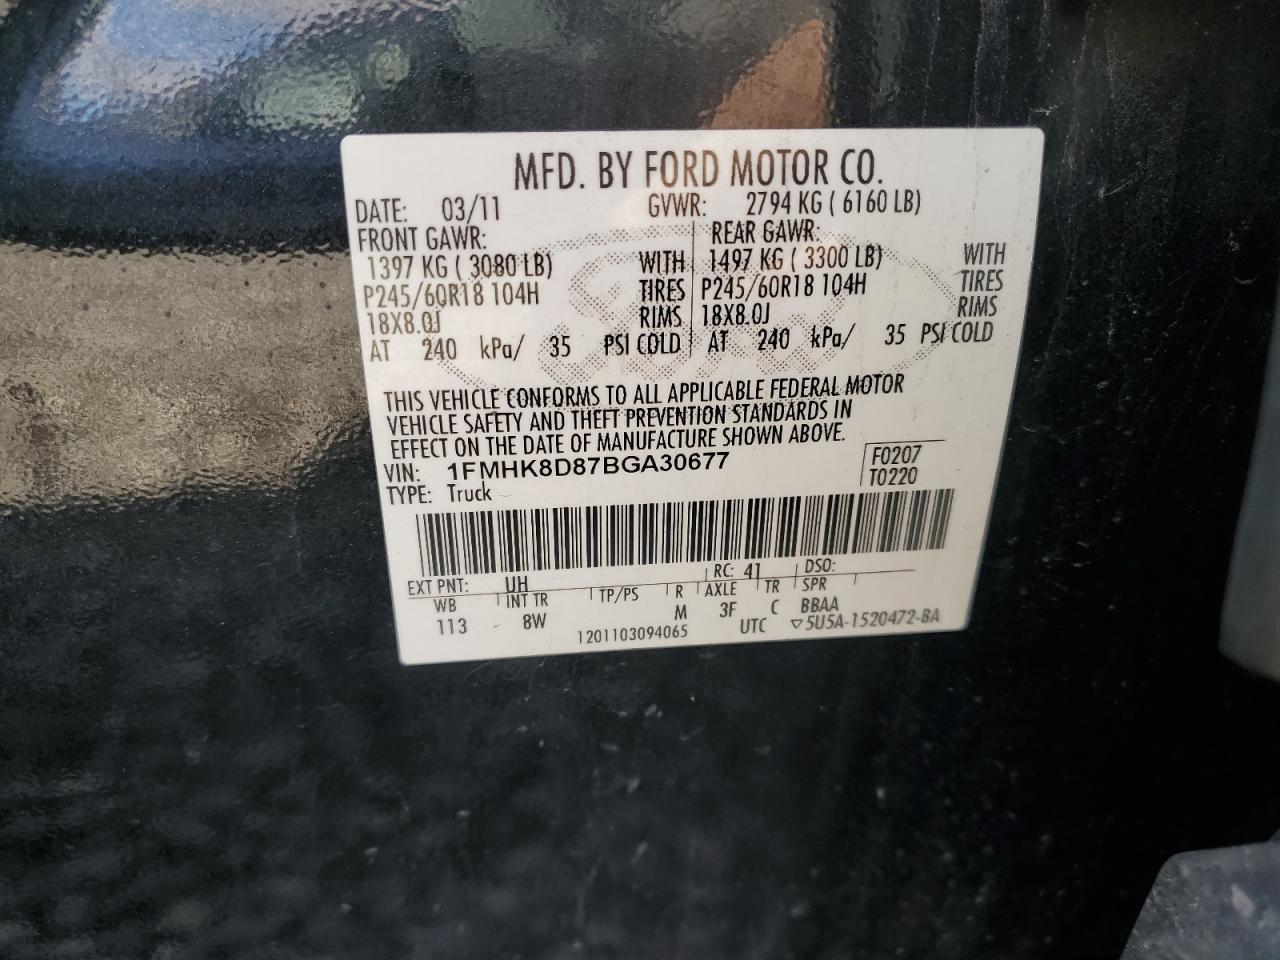 MFD. BY FORD MOTOR CO.
DATE: 03/11 GVWR: 2794 KG ( 6160 LB)
FRONT GAWR: REAR GAWR:
1397 KG ( 3080 LB) WITH 1497 KG ( 3300 LB) WITH
P245/60R18 104H TIRES P245/60R18 104H TIRES
18X8.0J RIMS 18X8.0J RIMS
AT 240 kPa/ 35 PSI COLD AT 240 kPa/ 35 PSI COLD
THIS VEHICLE CONFORMS TO ALL APPLICABLE FEDERAL MOTOR
VEHICLE SAFETY AND THEFT PREVENTION STANDARDS IN
EFFECT ON THE DATE OF MANUFACTURE SHOWN ABOVE.
VIN: 1FMHK8D87BGA30677 F0207
TYPE: Truck T0220
EXT PNT: UH RC: 41 DSO:
WB INT TR TP/PS R AXLE TR SPR
113 8W M 3F C BBAA
1201103094065 UTC ▽5U5A-1520472-BA